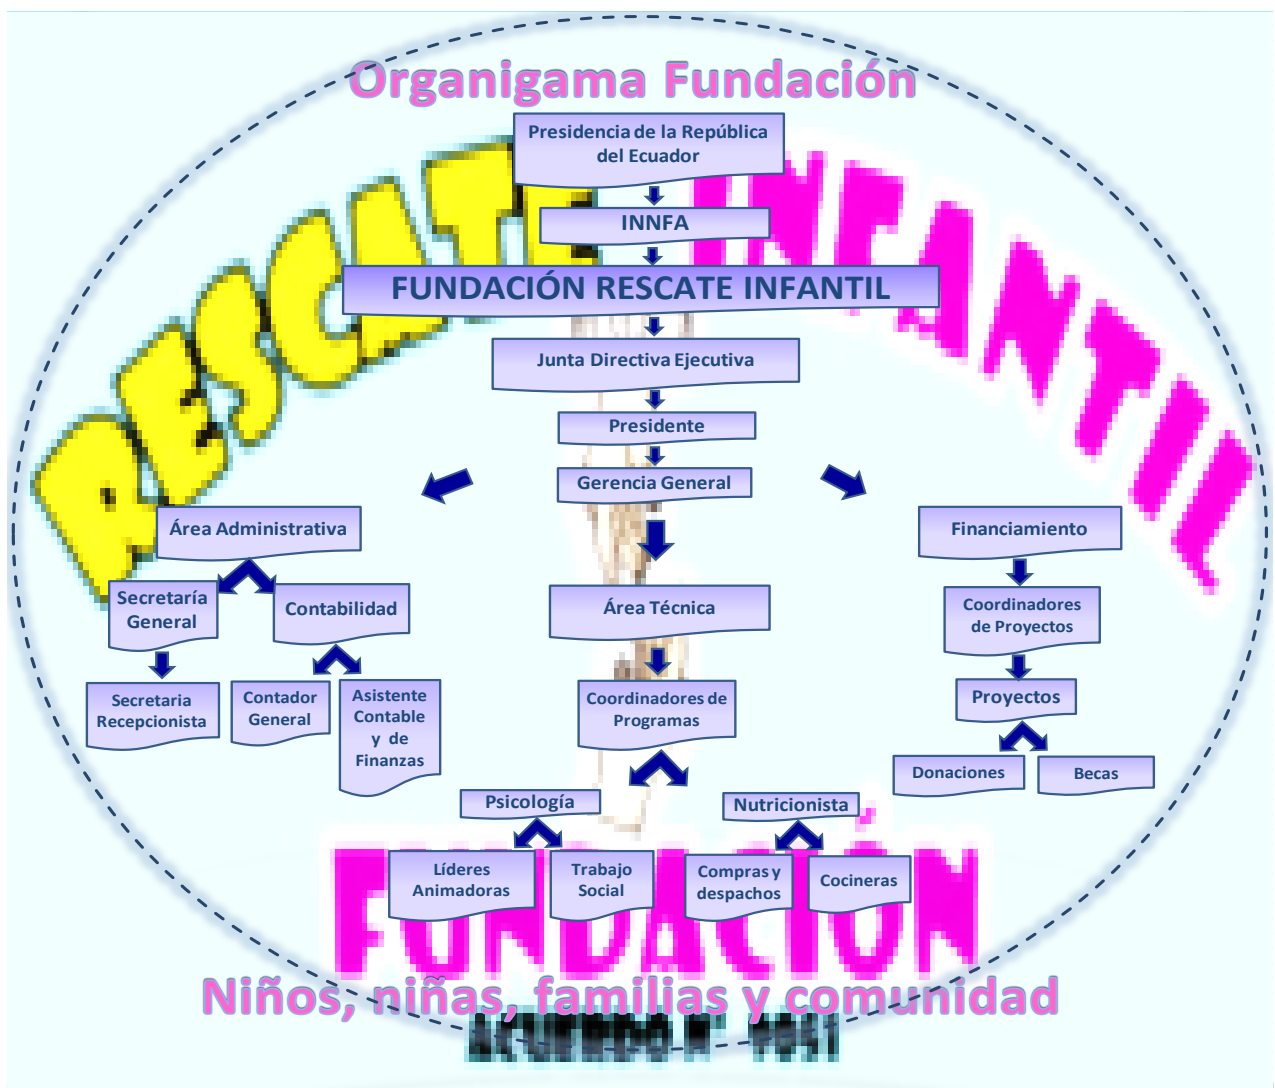 Organigama Fundación
Presidencia de la República
del Ecuador
RESCATE INFANTIL
INNFA
FUNDACIÓN RESCATE INFANTIL
Junta Directiva Ejecutiva
Presidente
Gerencia General
Área Administrativa
Secretaría
General
Contabilidad
Secretaria
Recepcionista
Contador
General
Asistente
Contable
y de
Finanzas
Área Técnica
Coordinadores de
Programas
Psicología
Nutricionista
Líderes
Animadoras
Trabajo
Social
Compras y
despachos
Cocineras
Financiamiento
Coordinadores
de Proyectos
Proyectos
Donaciones
Becas
FUNDACIÓN
Niños, niñas, familias y comunidad
ACUERDO N°